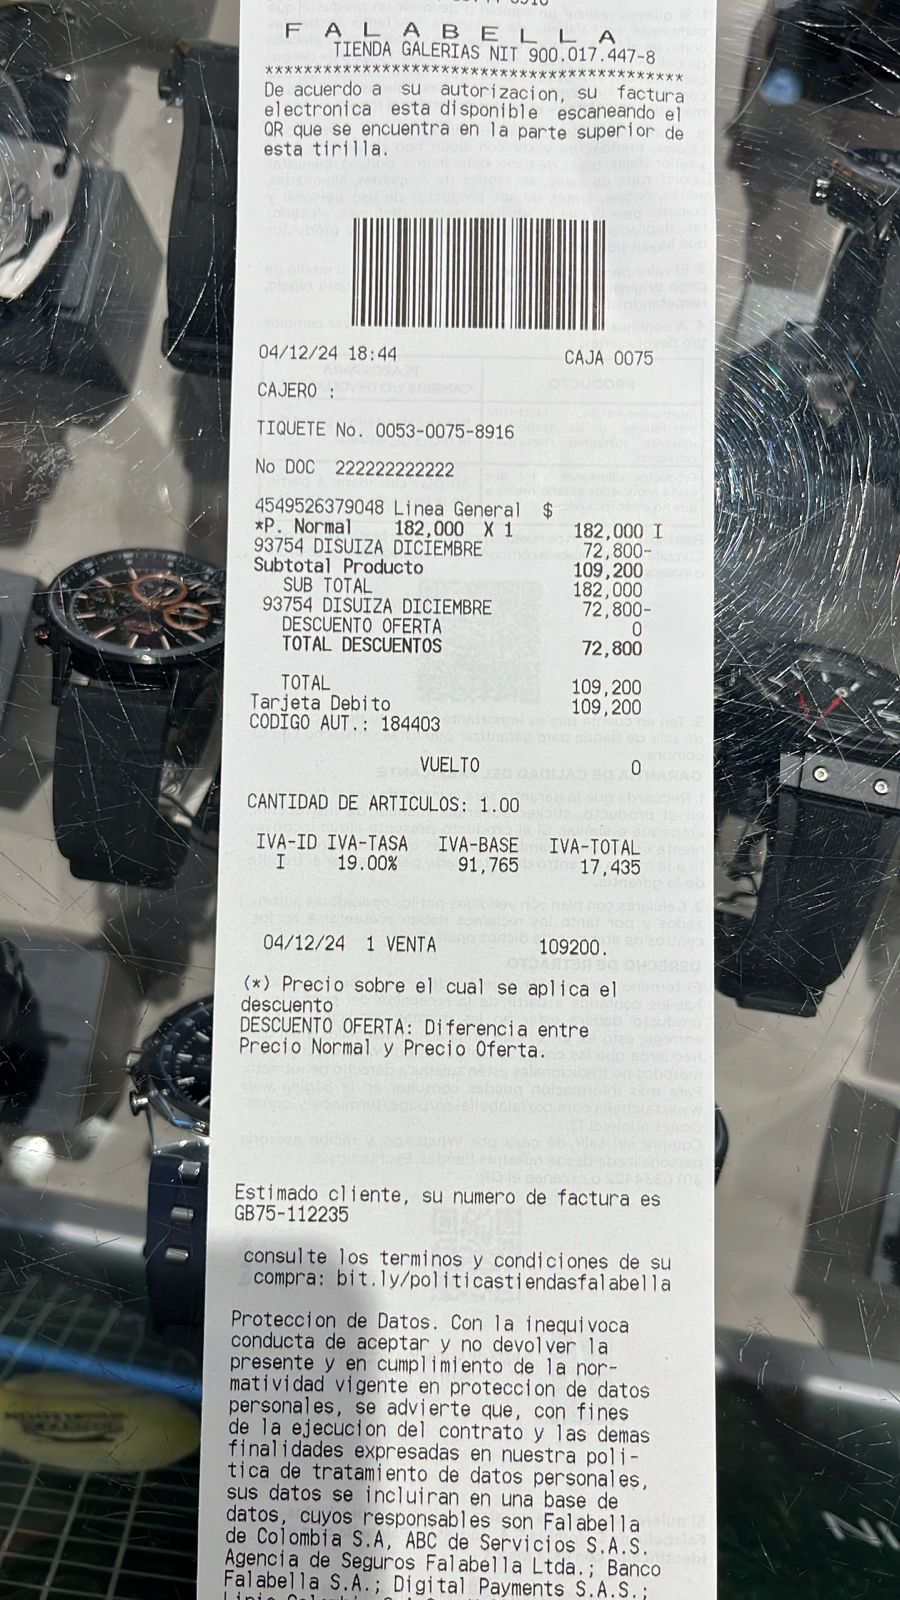 F A L A B E L L A
TIENDA GALERIAS NIT 900.017.447-8
******************************************
De acuerdo a su autorizacion, su factura
electronica esta disponible escaneando el
QR que se encuentra en la parte superior de
esta tirilla.
04/12/24 18:44 CAJA 0075
CAJERO :
TIQUETE No. 0053-0075-8916
No DOC 222222222222
4549526379048 Linea General $
*P. Normal 182,000 X 1 182,000 I
93754 DISUIZA DICIEMBRE 72,800-
Subtotal Producto 109,200
SUB TOTAL 182,000
93754 DISUIZA DICIEMBRE 72,800-
DESCUENTO OFERTA 0
TOTAL DESCUENTOS 72,800
TOTAL 109,200
Tarjeta Debito 109,200
CODIGO AUT.: 184403
VUELTO 0
CANTIDAD DE ARTICULOS: 1.00
IVA-ID IVA-TASA IVA-BASE IVA-TOTAL
I 19.00% 91,765 17,435
04/12/24 1 VENTA 109200.
(*) Precio sobre el cual se aplica el
descuento
DESCUENTO OFERTA: Diferencia entre
Precio Normal y Precio Oferta.
Estimado cliente, su numero de factura es
GB75-112235
consulte los terminos y condiciones de su
compra: bit.ly/politicastiendasfalabella
Proteccion de Datos. Con la inequivoca
conducta de aceptar y no devolver la
presente y en cumplimiento de la nor-
matividad vigente en proteccion de datos
personales, se advierte que, con fines
de la ejecucion del contrato y las demas
finalidades expresadas en nuestra poli-
tica de tratamiento de datos personales,
sus datos se incluiran en una base de
datos, cuyos responsables son Falabella
de Colombia S.A, ABC de Servicios S.A.S.
Agencia de Seguros Falabella Ltda.; Banco
Falabella S.A.; Digital Payments S.A.S.;